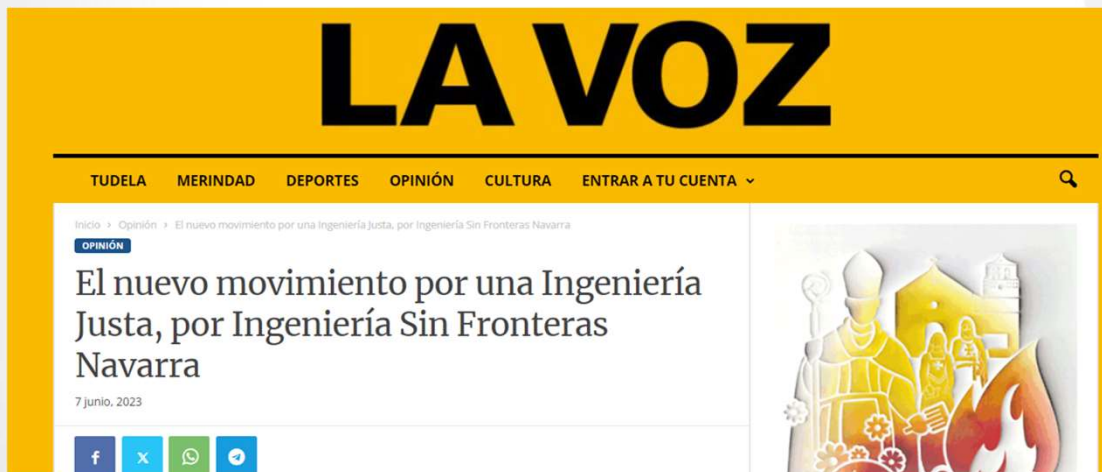 LA VOZ
TUDELA MERINDAD DEPORTES OPINIÓN CULTURA ENTRAR A TU CUENTA
Inicio › Opinión › El nuevo movimiento por una Ingeniería Justa, por Ingeniería Sin Fronteras Navarra
OPINIÓN
El nuevo movimiento por una Ingeniería
Justa, por Ingeniería Sin Fronteras
Navarra
7 junio, 2023